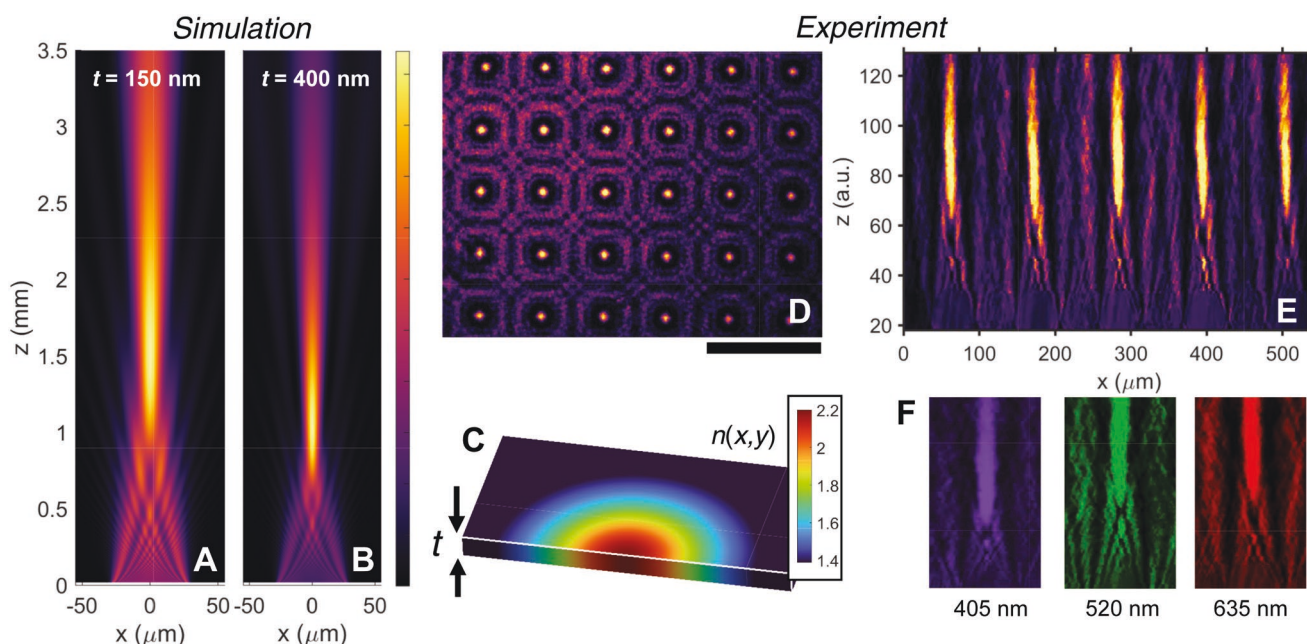 Simulation
Experiment
t = 150 nm
t = 400 nm
3.5
3
2.5
2
1.5
1
0.5
0
z (mm)
-50 0 50
-50 0 50
x (μm)
x (μm)
A
B
D
120
100
80
60
40
20
z (a.u.)
E
0 100 200 300 400 500
x (μm)
C
n(x,y)
2.2
2
1.8
1.6
1.4
t
F
405 nm
520 nm
635 nm